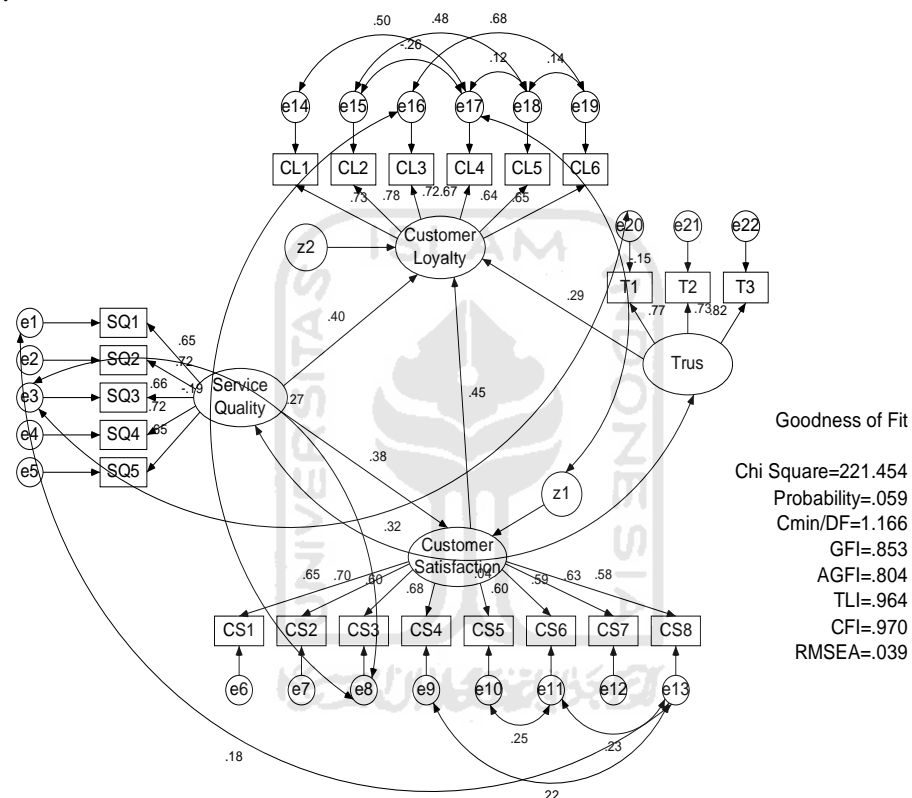 .50
.48
.68
-.26
.12
.14
e14
e15
e16
e17
e18
e19
CL1
CL2
CL3
CL4
CL5
CL6
.73
.78
.72
.67
.64
.65
z2
Customer
Loyalty
ISLAM
UNIVERSITAS
INDONESIA
e20
e21
e22
-.15
T1
T2
T3
.77
.73
.82
Trus
.29
.40
.45
e1
e2
e3
e4
e5
SQ1
SQ2
SQ3
SQ4
SQ5
.65
.72
.66
-.19
.72
.65
Service
Quality
.27
.38
.32
z1
Customer
Satisfaction
.04
.65
.70
.60
.68
.60
.59
.63
.58
CS1
CS2
CS3
CS4
CS5
CS6
CS7
CS8
e6
e7
e8
e9
e10
e11
e12
e13
.25
.23
.18
.22
Goodness of Fit
Chi Square=221.454
Probability=.059
Cmin/DF=1.166
GFI=.853
AGFI=.804
TLI=.964
CFI=.970
RMSEA=.039